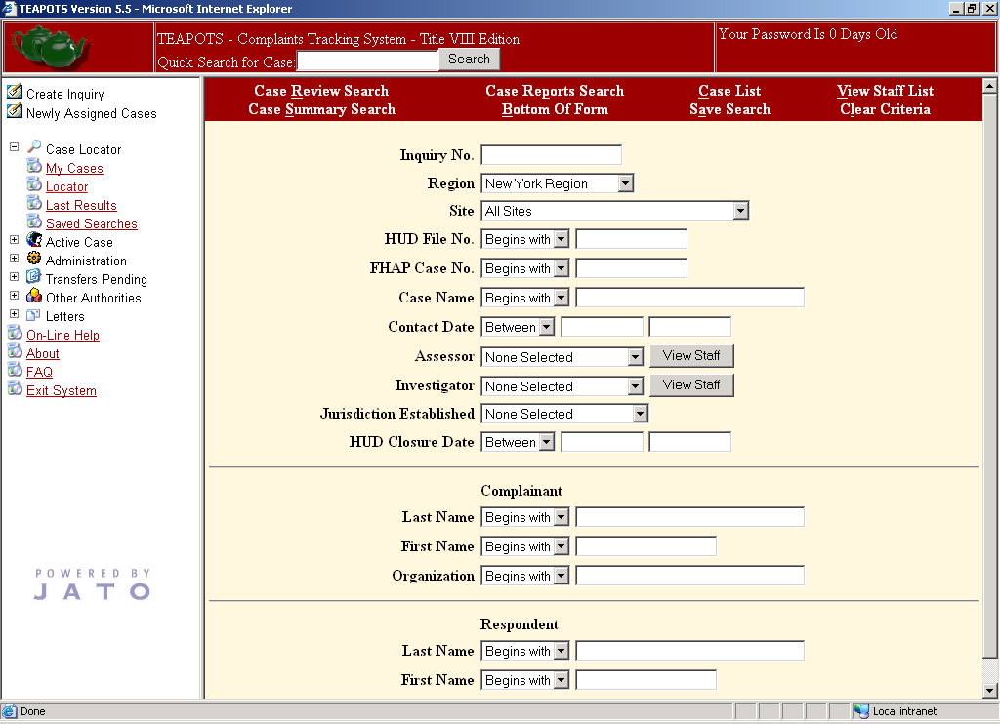 TEAPOTS Version 5.5 - Microsoft Internet Explorer
TEAPOTS - Complaints Tracking System - Title VIII Edition
Quick Search for Case: Search
Your Password Is 0 Days Old
Create Inquiry
Newly Assigned Cases
Case Locator
My Cases
Locator
Last Results
Saved Searches
Active Case
Administration
Transfers Pending
Other Authorities
Letters
On-Line Help
About
FAQ
Exit System
POWERED BY
JATO
Case Review Search Case Reports Search Case List View Staff List
Case Summary Search Bottom Of Form Save Search Clear Criteria
Inquiry No.
Region New York Region
Site All Sites
HUD File No. Begins with
FHAP Case No. Begins with
Case Name Begins with
Contact Date Between
Assessor None Selected View Staff
Investigator None Selected View Staff
Jurisdiction Established None Selected
HUD Closure Date Between
Complainant
Last Name Begins with
First Name Begins with
Organization Begins with
Respondent
Last Name Begins with
First Name Begins with
Done Local intranet